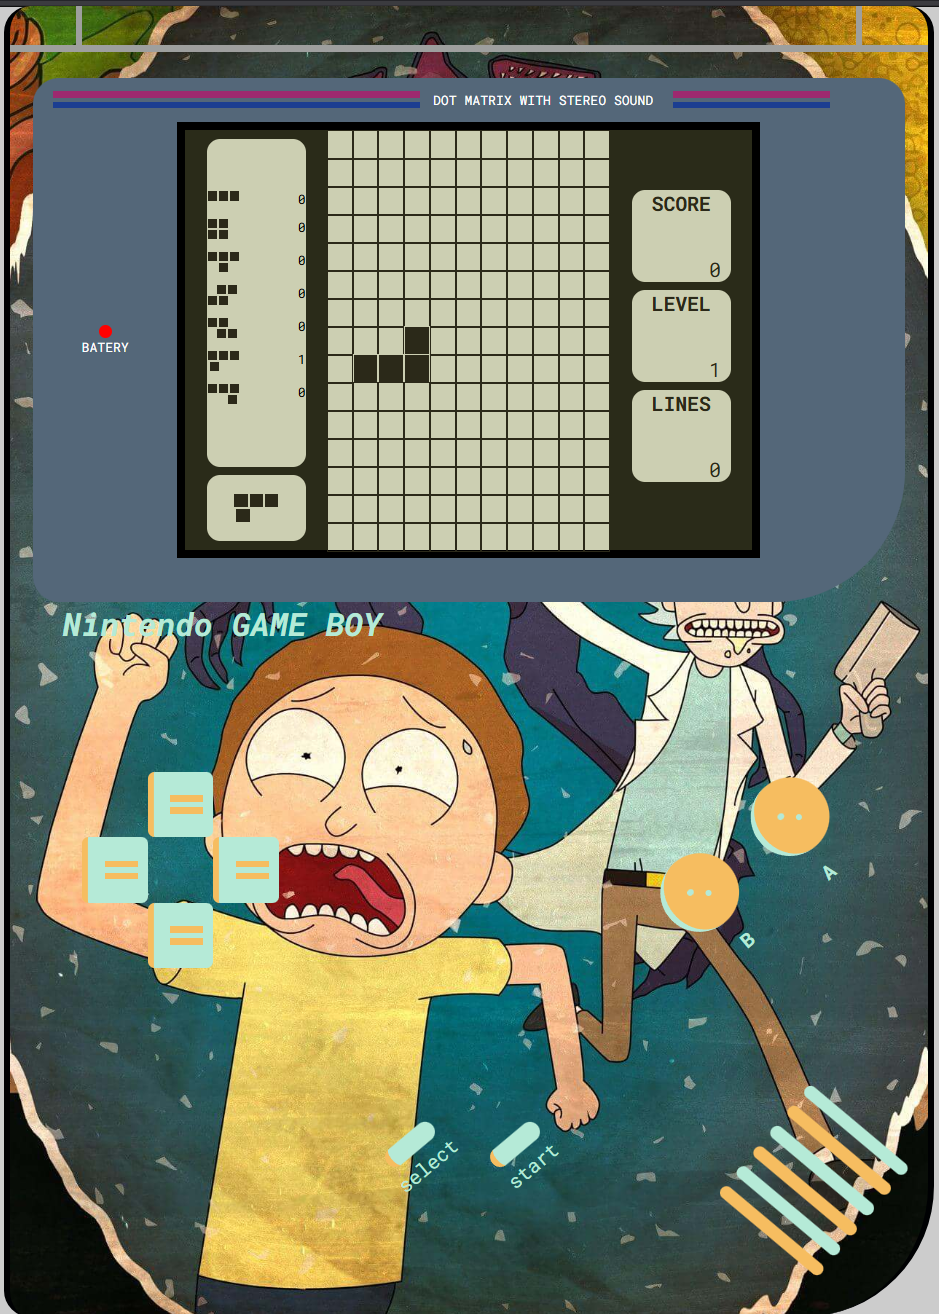 DOT MATRIX WITH STEREO SOUND
0
0
0
0
0
1
0
SCORE
0
LEVEL
1
LINES
0
BATERY
Nintendo GAME BOY
A
B
select
start